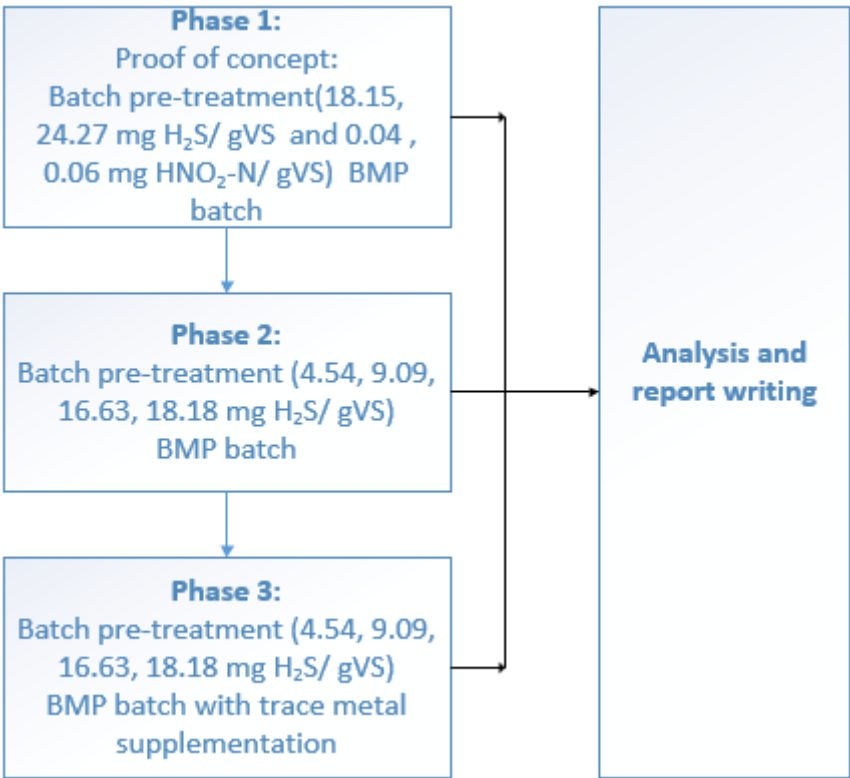 Phase 1:
Proof of concept:
Batch pre-treatment(18.15,
24.27 mg H₂S/ gVS  and 0.04 ,
0.06 mg HNO₂-N/ gVS)  BMP
batch
Phase 2:
Batch pre-treatment (4.54, 9.09,
16.63, 18.18 mg H₂S/ gVS)
BMP batch
Phase 3:
Batch pre-treatment (4.54, 9.09,
16.63, 18.18 mg H₂S/ gVS)
BMP batch with trace metal
supplementation
Analysis and
report writing